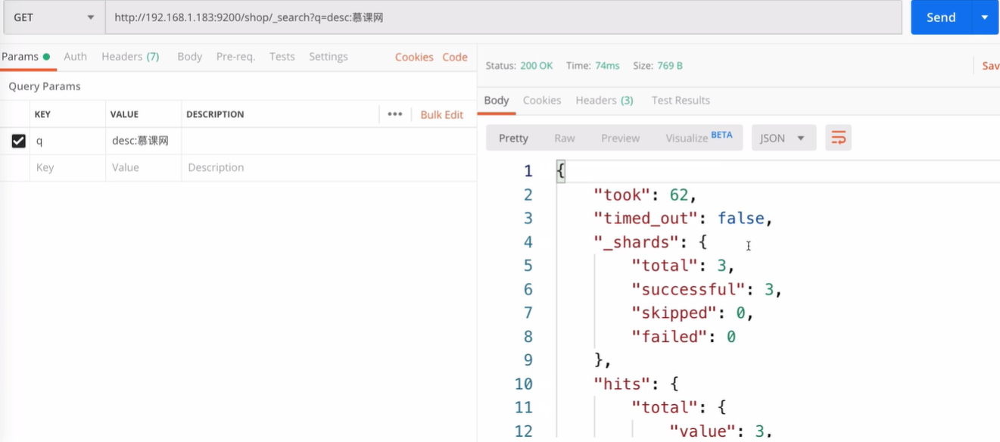 GET http://192.168.1.183:9200/shop/_search?q=desc:慕课网 Send
Params Auth Headers (7) Body Pre-req. Tests Settings Cookies Code
Query Params
KEY VALUE DESCRIPTION ••• Bulk Edit
q desc:慕课网
Key Value Description
Status: 200 OK Time: 74ms Size: 769 B Sav
Body Cookies Headers (3) Test Results
Pretty Raw Preview Visualize BETA JSON
1 {
2 "took": 62,
3 "timed_out": false,
4 "_shards": {
5 "total": 3,
6 "successful": 3,
7 "skipped": 0,
8 "failed": 0
9 },
10 "hits": {
11 "total": {
12 "value": 3,